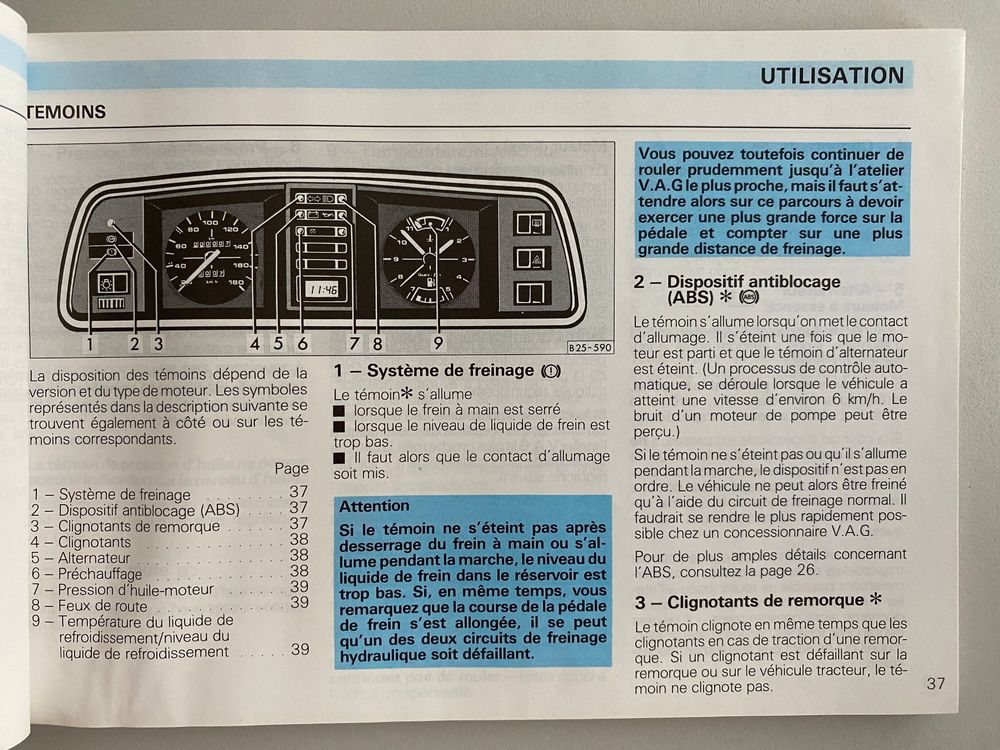 UTILISATION
TEMOINS
120
100
80
60
40
20
140
160
180
km/h
11:46
1 2 3 4 5 6 7 8 9
B 25-590
La disposition des témoins dépend de la
version et du type de moteur. Les symboles
représentés dans la description suivante se
trouvent également à côté ou sur les té-
moins correspondants.
Page
1 – Système de freinage . . . . . . . . 37
2 – Dispositif antiblocage (ABS) . . . 37
3 – Clignotants de remorque . . . . . . 37
4 – Clignotants . . . . . . . . . . . . . 38
5 – Alternateur . . . . . . . . . . . . . 38
6 – Préchauffage . . . . . . . . . . . . 38
7 – Pression d'huile-moteur . . . . . . 39
8 – Feux de route . . . . . . . . . . . . 39
9 – Température du liquide de
refroidissement/niveau du
liquide de refroidissement . . . . . 39
1 – Système de freinage (!)
Le témoin* s'allume
■ lorsque le frein à main est serré
■ lorsque le niveau de liquide de frein est
trop bas.
■ Il faut alors que le contact d'allumage
soit mis.
Attention
Si le témoin ne s'éteint pas après
desserrage du frein à main ou s'al-
lume pendant la marche, le niveau du
liquide de frein dans le réservoir est
trop bas. Si, en même temps, vous
remarquez que la course de la pédale
de frein s'est allongée, il se peut
qu'un des deux circuits de freinage
hydraulique soit défaillant.
Vous pouvez toutefois continuer de
rouler prudemment jusqu'à l'atelier
V.A.G le plus proche, mais il faut s'at-
tendre alors sur ce parcours à devoir
exercer une plus grande force sur la
pédale et compter sur une plus
grande distance de freinage.
2 – Dispositif antiblocage
(ABS) * (ABS)
Le témoin s'allume lorsqu'on met le contact
d'allumage. Il s'éteint une fois que le mo-
teur est parti et que le témoin d'alternateur
est éteint. (Un processus de contrôle auto-
matique, se déroule lorsque le véhicule a
atteint une vitesse d'environ 6 km/h. Le
bruit d'un moteur de pompe peut être
perçu.)
Si le témoin ne s'éteint pas ou qu'il s'allume
pendant la marche, le dispositif n'est pas en
ordre. Le véhicule ne peut alors être freiné
qu'à l'aide du circuit de freinage normal. Il
faudrait se rendre le plus rapidement pos-
sible chez un concessionnaire V.A.G.
Pour de plus amples détails concernant
l'ABS, consultez la page 26.
3 – Clignotants de remorque *
Le témoin clignote en même temps que les
clignotants en cas de traction d'une remor-
que. Si un clignotant est défaillant sur la
remorque ou sur le véhicule tracteur, le té-
moin ne clignote pas.
37